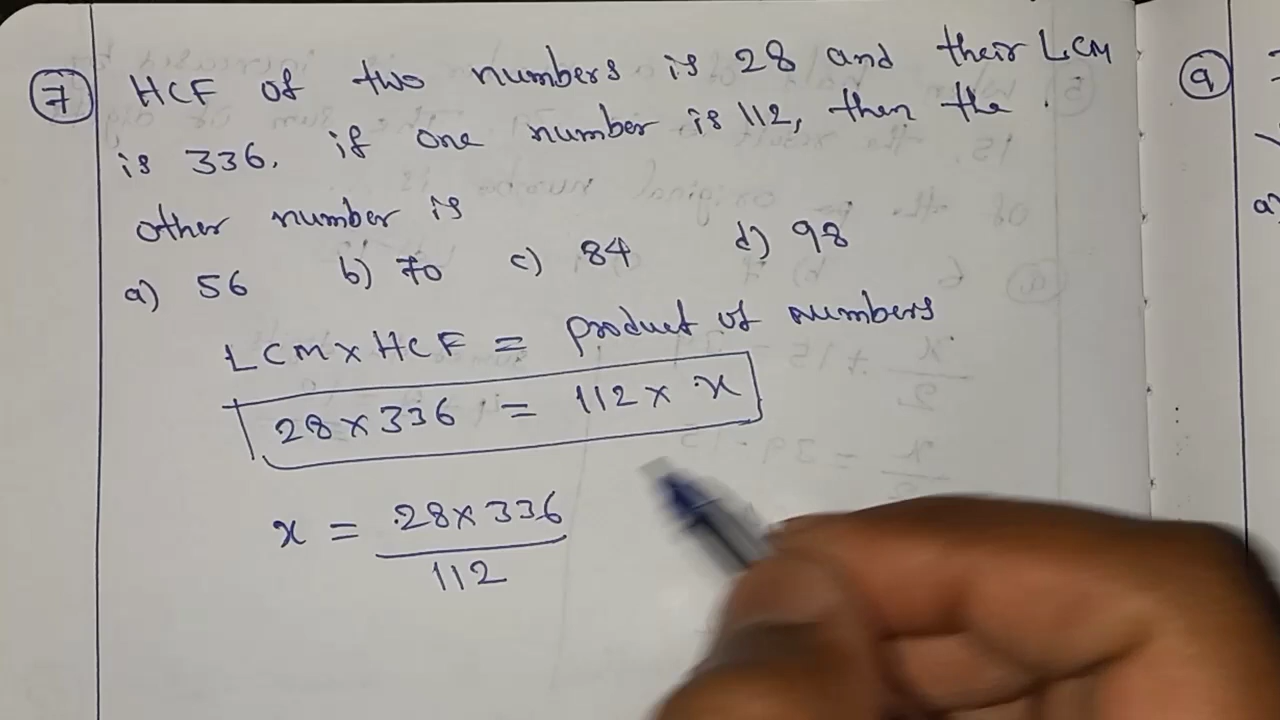 7 HCF of two numbers is 28 and their LCM
is 336. if one number is 112, then the
other number is
a) 56 b) 70 c) 84 d) 98
LCM x HCF = product of numbers
28 x 336 = 112 x x
x = 28 x 336
112
9
a)